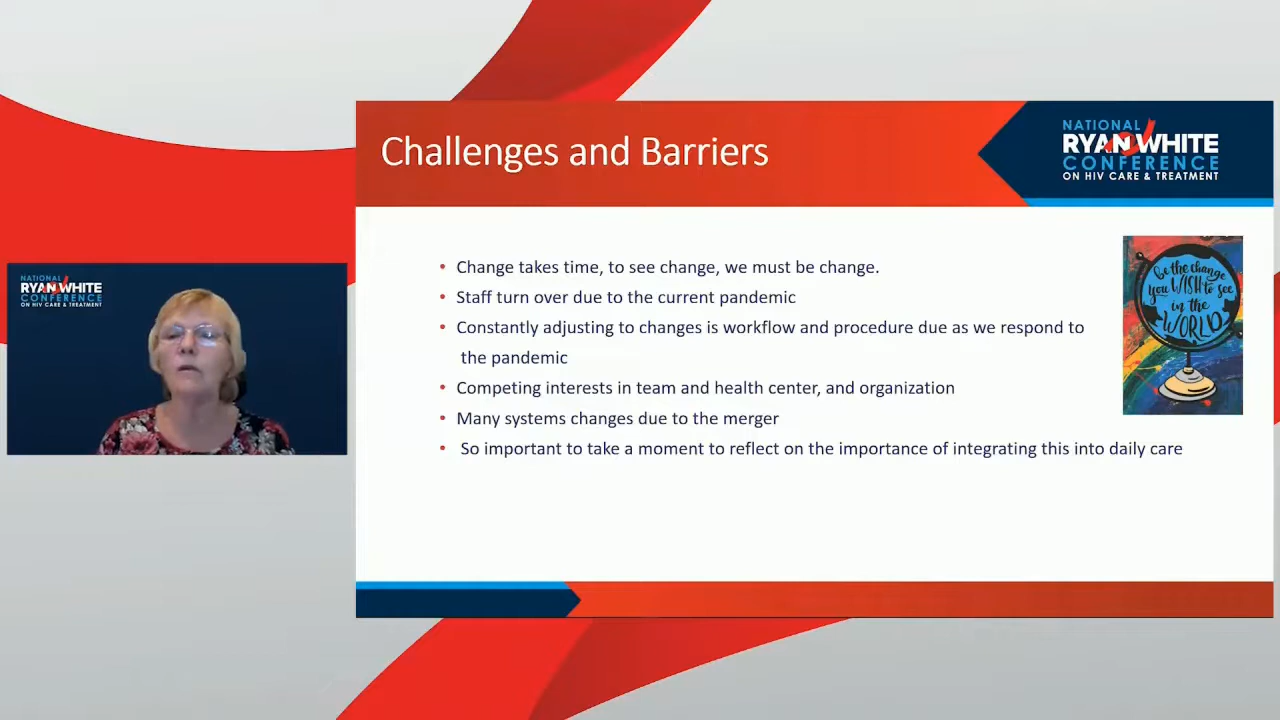 NATIONAL
RYAN WHITE
CONFERENCE
ON HIV CARE & TREATMENT
Challenges and Barriers
NATIONAL
RYAN WHITE
CONFERENCE
ON HIV CARE & TREATMENT
• Change takes time, to see change, we must be change.
• Staff turn over due to the current pandemic
• Constantly adjusting to changes is workflow and procedure due as we respond to
the pandemic
• Competing interests in team and health center, and organization
• Many systems changes due to the merger
• So important to take a moment to reflect on the importance of integrating this into daily care
be the change
you WISH to see
in the
WORLD